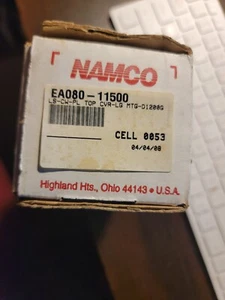 NAMCO
EA080-11500
LS-CW-PL TOP CVR-LG MTG-D1200G
CELL 0053
04/04/08
Highland Hts., Ohio 44143 • U.S.A.